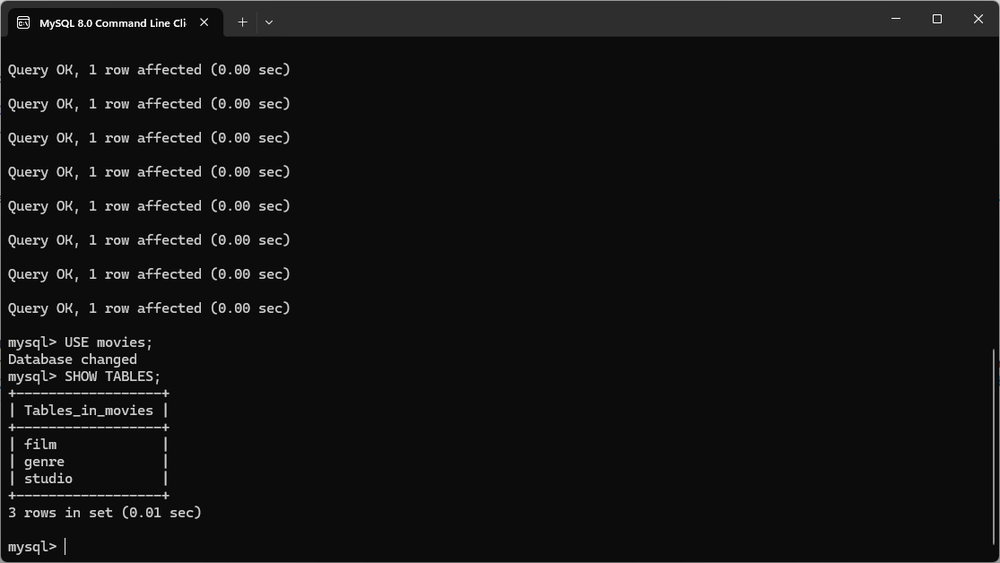 MySQL 8.0 Command Line Cli
Query OK, 1 row affected (0.00 sec)
Query OK, 1 row affected (0.00 sec)
Query OK, 1 row affected (0.00 sec)
Query OK, 1 row affected (0.00 sec)
Query OK, 1 row affected (0.00 sec)
Query OK, 1 row affected (0.00 sec)
Query OK, 1 row affected (0.00 sec)
Query OK, 1 row affected (0.00 sec)
mysql> USE movies;
Database changed
mysql> SHOW TABLES;
+------------------+
| Tables_in_movies |
+------------------+
| film             |
| genre            |
| studio           |
+------------------+
3 rows in set (0.01 sec)
mysql>